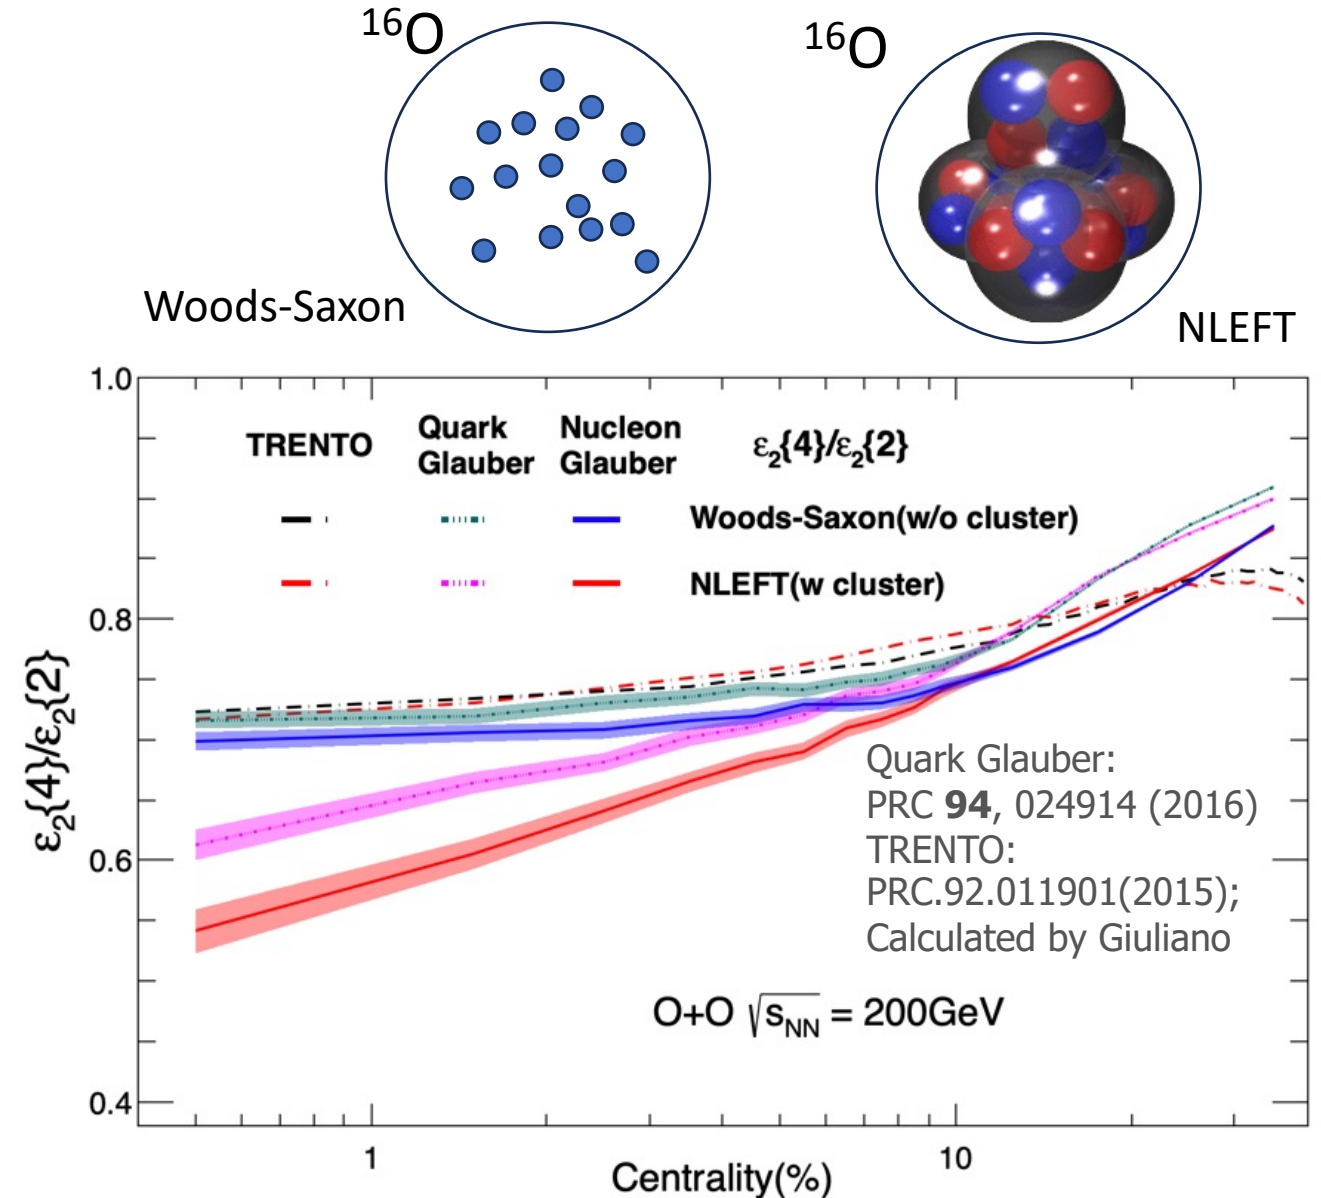 ¹⁶O
¹⁶O
Woods-Saxon
NLEFT
1.0
0.8
0.6
0.4
ε₂{4}/ε₂{2}
TRENTO
Quark
Glauber
Nucleon
Glauber
ε₂{4}/ε₂{2}
Woods-Saxon(w/o cluster)
NLEFT(w cluster)
Quark Glauber:
PRC 94, 024914 (2016)
TRENTO:
PRC.92.011901(2015);
Calculated by Giuliano
O+O √sNN = 200GeV
1
10
Centrality(%)